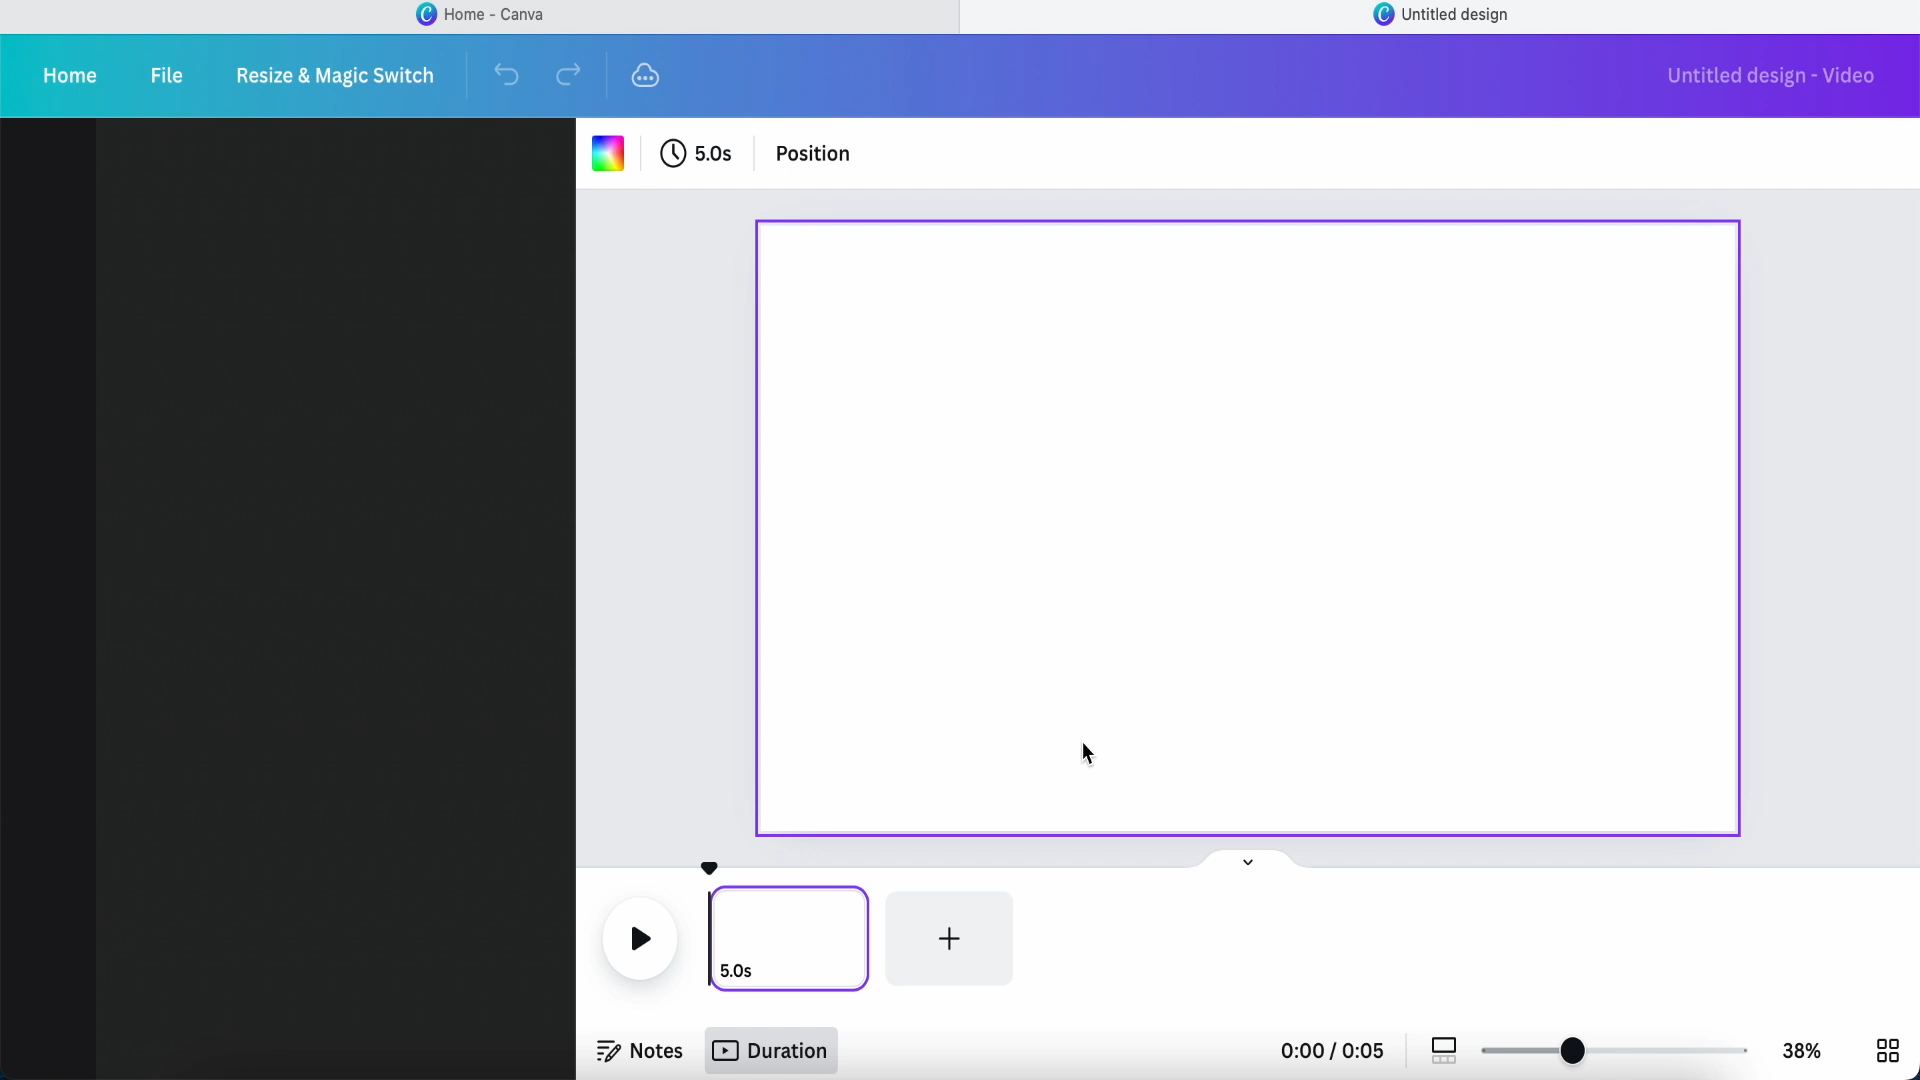 Home - Canva
Untitled design
Home
File
Resize & Magic Switch
Untitled design - Video
5.0s
Position
5.0s
Notes
Duration
0:00 / 0:05
38%